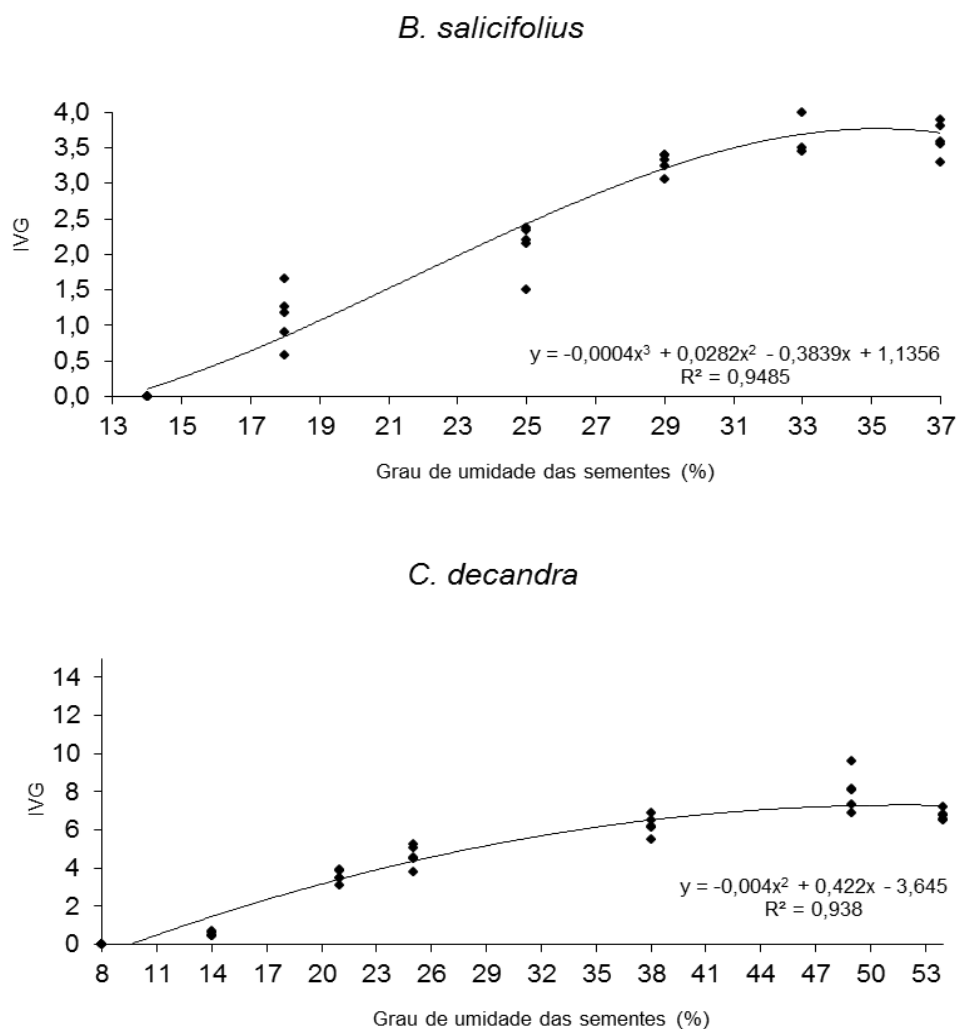 B. salicifolius
4,0
3,5
3,0
2,5
2,0
1,5
1,0
0,5
0,0
IVG
y = -0,0004x³ + 0,0282x² - 0,3839x + 1,1356
R² = 0,9485
13 15 17 19 21 23 25 27 29 31 33 35 37
Grau de umidade das sementes (%)
C. decandra
14
12
10
8
6
4
2
0
IVG
y = -0,004x² + 0,422x - 3,645
R² = 0,938
8 11 14 17 20 23 26 29 32 35 38 41 44 47 50 53
Grau de umidade das sementes (%)